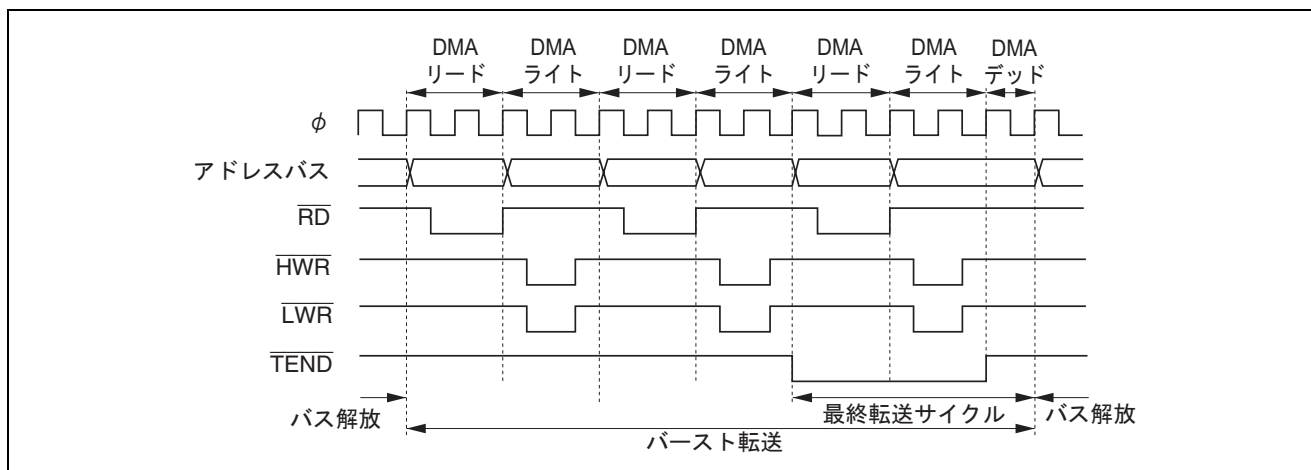 DMA
リード
DMA
ライト
DMA
リード
DMA
ライト
DMA
リード
DMA
ライト
DMA
デッド
φ
アドレスバス
RD
HWR
LWR
TEND
バス解放
最終転送サイクル
バス解放
バースト転送